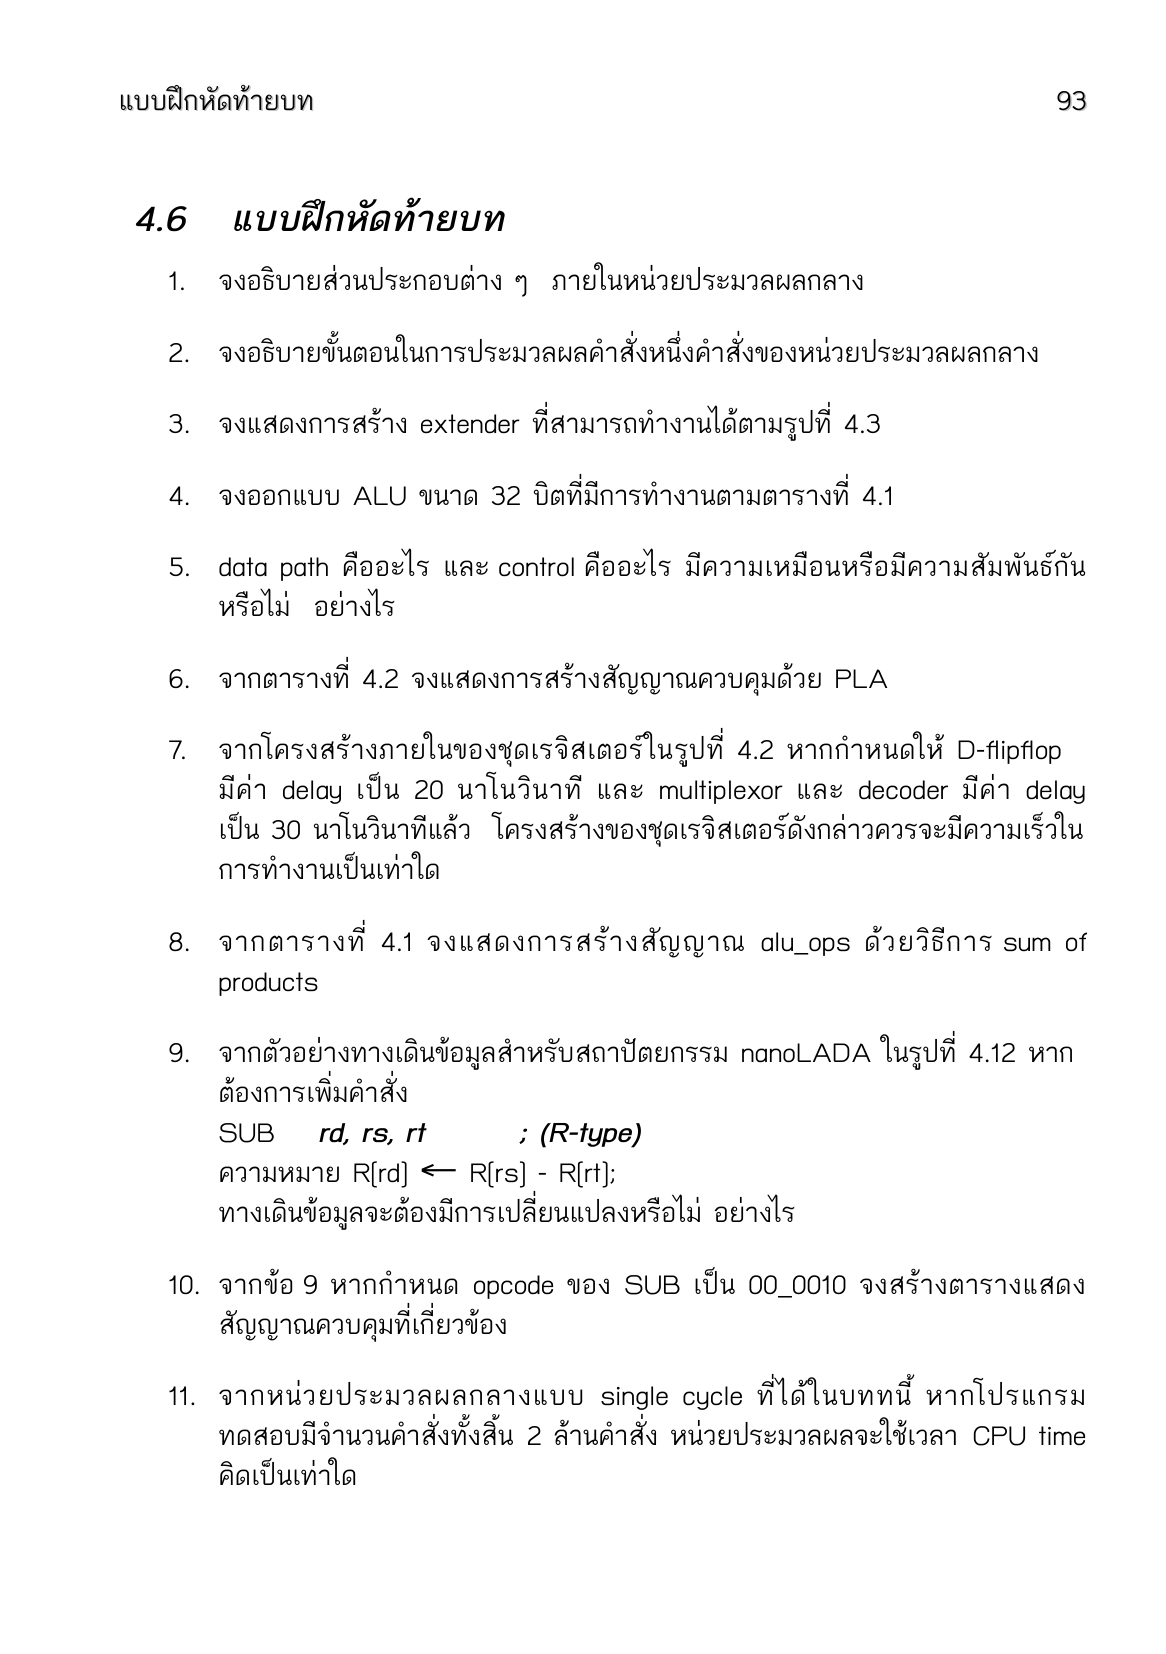 แบบฝึกหัดท้ายบท 93
4.6 แบบฝึกหัดท้ายบท
1. จงอธิบายส่วนประกอบต่าง ๆ ภายในหน่วยประมวลผลกลาง
2. จงอธิบายขั้นตอนในการประมวลผลคำสั่งหนึ่งคำสั่งของหน่วยประมวลผลกลาง
3. จงแสดงการสร้าง extender ที่สามารถทำงานได้ตามรูปที่ 4.3
4. จงออกแบบ ALU ขนาด 32 บิตที่มีการทำงานตามตารางที่ 4.1
5. data path คืออะไร และ control คืออะไร มีความเหมือนหรือมีความสัมพันธ์กัน
หรือไม่ อย่างไร
6. จากตารางที่ 4.2 จงแสดงการสร้างสัญญาณควบคุมด้วย PLA
7. จากโครงสร้างภายในของชุดเรจิสเตอร์ในรูปที่ 4.2 หากกำหนดให้ D-flipflop
มีค่า delay เป็น 20 นาโนวินาที และ multiplexor และ decoder มีค่า delay
เป็น 30 นาโนวินาทีแล้ว โครงสร้างของชุดเรจิสเตอร์ดังกล่าวควรจะมีความเร็วใน
การทำงานเป็นเท่าใด
8. จากตารางที่ 4.1 จงแสดงการสร้างสัญญาณ alu_ops ด้วยวิธีการ sum of
products
9. จากตัวอย่างทางเดินข้อมูลสำหรับสถาปัตยกรรม nanoLADA ในรูปที่ 4.12 หาก
ต้องการเพิ่มคำสั่ง
SUB rd, rs, rt ; (R-type)
ความหมาย R[rd] ← R[rs] - R[rt];
ทางเดินข้อมูลจะต้องมีการเปลี่ยนแปลงหรือไม่ อย่างไร
10. จากข้อ 9 หากกำหนด opcode ของ SUB เป็น 00_0010 จงสร้างตารางแสดง
สัญญาณควบคุมที่เกี่ยวข้อง
11. จากหน่วยประมวลผลกลางแบบ single cycle ที่ได้ในบททนี้ หากโปรแกรม
ทดสอบมีจำนวนคำสั่งทั้งสิ้น 2 ล้านคำสั่ง หน่วยประมวลผลจะใช้เวลา CPU time
คิดเป็นเท่าใด